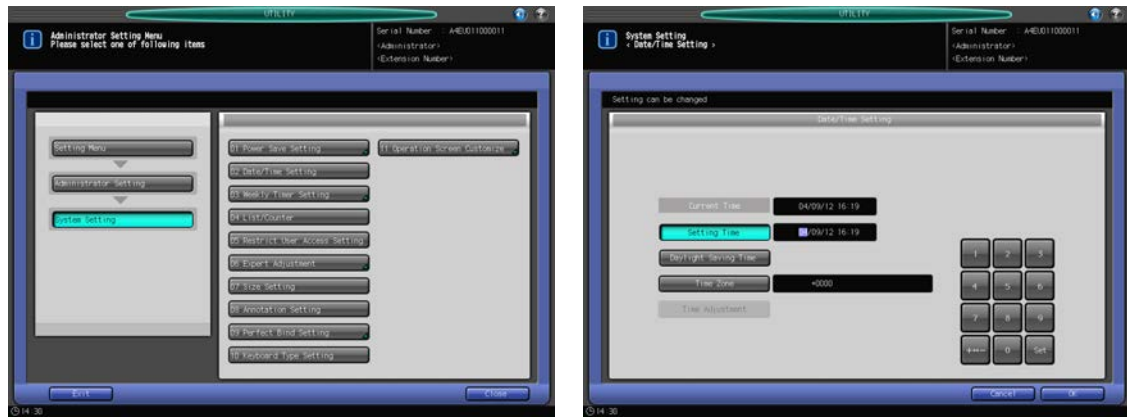 UTILITY
Administrator Setting Menu
Please select one of following items
Serial Number : A4EU011000011
<Administrator>
<Extension Number>
Setting Menu
Administrator Setting
System Setting
01 Power Save Setting
02 Date/Time Setting
03 Weekly Timer Setting
04 List/Counter
05 Restrict User Access Setting
06 Expert Adjustment
07 Size Setting
08 Annotation Setting
09 Perfect Bind Setting
10 Keyboard Type Setting
11 Operation Screen Customize
Exit
Close
14:30
UTILITY
System Setting
< Date/Time Setting >
Serial Number : A4EU011000011
<Administrator>
<Extension Number>
Setting can be changed
Date/Time Setting
Current Time 04/09/12 16:19
Setting Time 04/09/12 16:19
Daylight Saving Time
Time Zone +0000
Time Adjustment
1 2 3
4 5 6
7 8 9
+↔- 0 Set
Cancel
OK
14:30